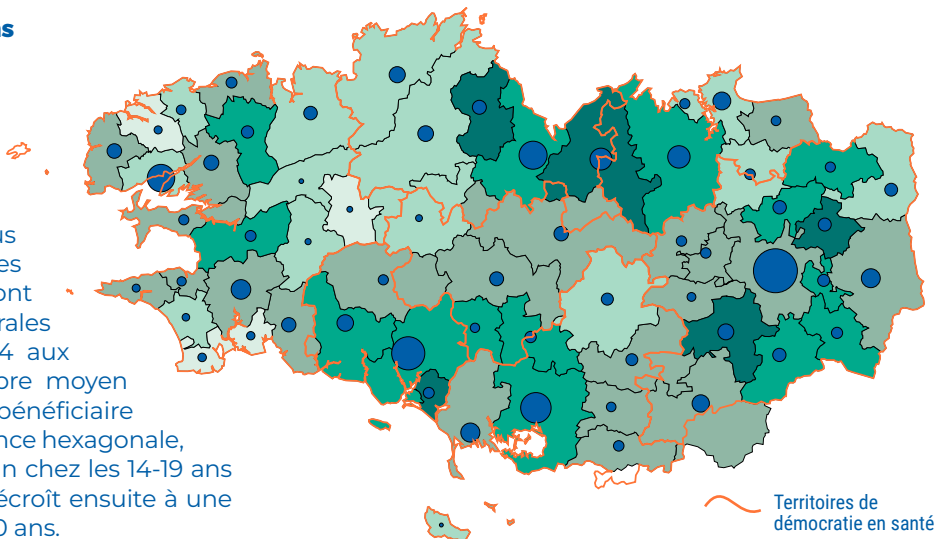 nce hexagonale,
n chez les 14-19 ans
écroît ensuite à une
0 ans.
4 aux
bre moyen
bénéficiaire
ont
rales
us
es
Territoires de
démocratie en santé